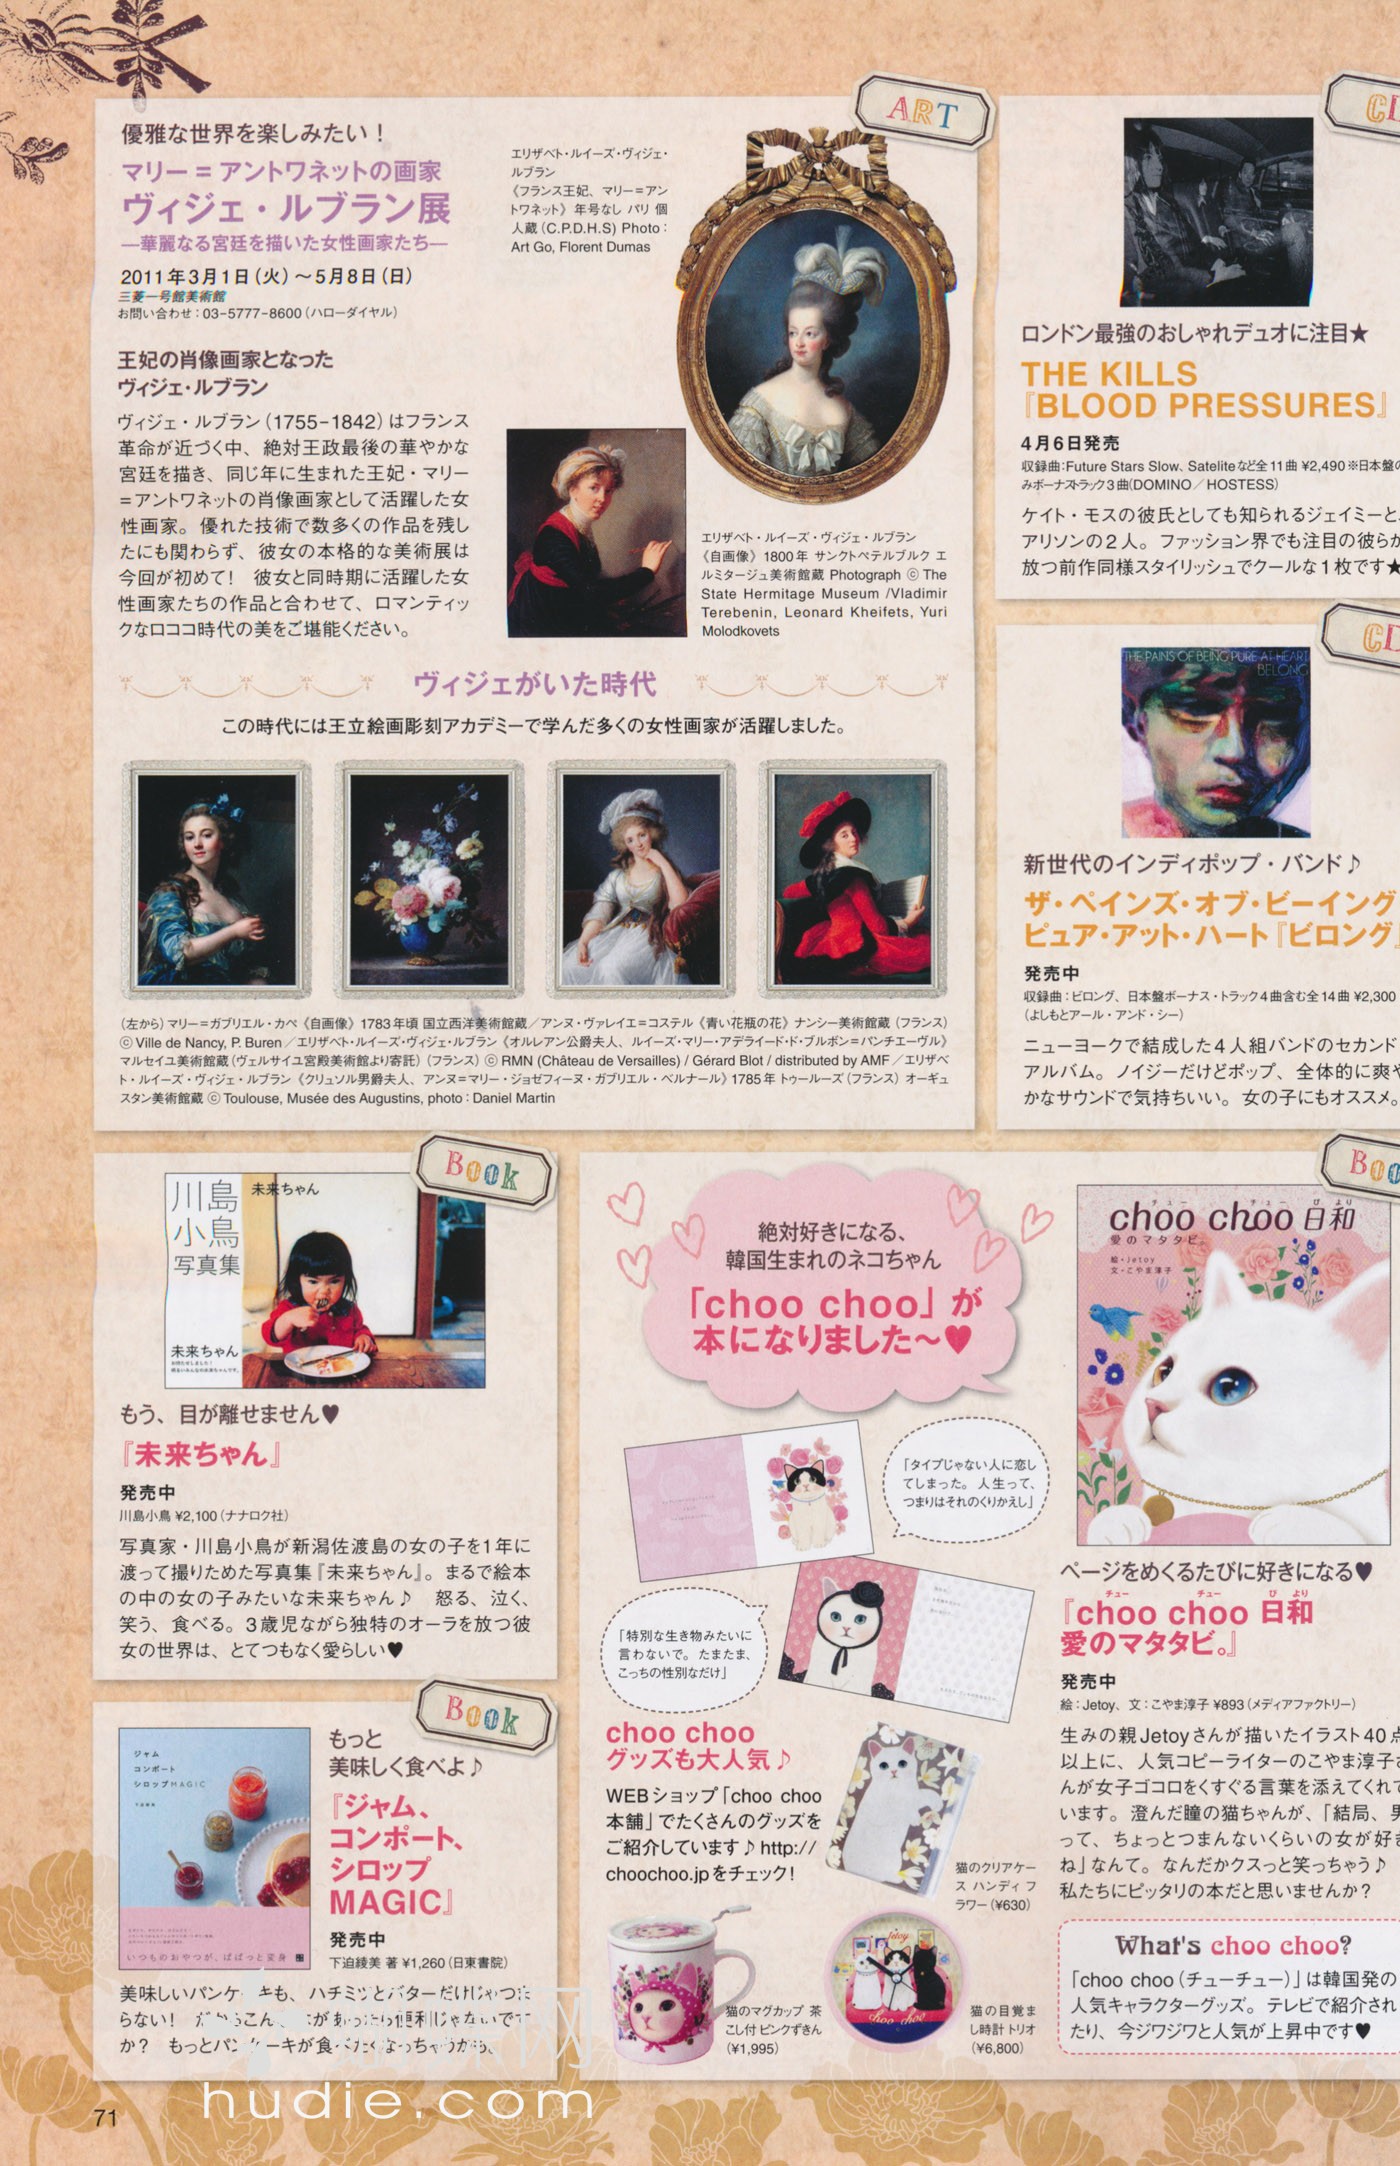 ART
優雅な世界を楽しみたい！
マリー＝アントワネットの画家
ヴィジェ・ルブラン展
―華麗なる宮廷を描いた女性画家たち―
2011年3月1日(火)～5月8日(日)
三菱一号館美術館
お問い合わせ：03-5777-8600（ハローダイヤル）
王妃の肖像画家となった
ヴィジェ・ルブラン
ヴィジェ・ルブラン（1755-1842）はフランス
革命が近づく中、絶対王政最後の華やかな
宮廷を描き、同じ年に生まれた王妃・マリー
＝アントワネットの肖像画家として活躍した女
性画家。優れた技術で数多くの作品を残し
たにも関わらず、彼女の本格的な美術展は
今回が初めて！　彼女と同時期に活躍した女
性画家たちの作品と合わせて、ロマンティッ
クなロココ時代の美をご堪能ください。
エリザベト・ルイーズ・ヴィジェ・
ルブラン
《フランス王妃、マリー＝アン
トワネット》 年号なし パリ 個
人蔵（C.P.D.H.S) Photo：
Art Go, Florent Dumas
エリザベト・ルイーズ・ヴィジェ・ルブラン
《自画像》 1800年 サンクトペテルブルク エ
ルミタージュ美術館蔵 Photograph ⓒ The
State Hermitage Museum /Vladimir
Terebenin, Leonard Kheifets, Yuri
Molodkovets
ヴィジェがいた時代
この時代には王立絵画彫刻アカデミーで学んだ多くの女性画家が活躍しました。
（左から）マリー＝ガブリエル・カペ《自画像》 1783年頃 国立西洋美術館蔵／アンヌ・ヴァレイエ＝コステル《青い花瓶の花》 ナンシー美術館蔵（フランス）
ⓒ Ville de Nancy, P. Buren／エリザベト・ルイーズ・ヴィジェ・ルブラン《オルレアン公爵夫人、ルイーズ・マリー・アデライード・ド・ブルボン＝パンチエーヴル》
マルセイユ美術館蔵（ヴェルサイユ宮殿美術館より寄託）（フランス） ⓒ RMN (Château de Versailles) / Gérard Blot / distributed by AMF／エリザベ
ト・ルイーズ・ヴィジェ・ルブラン《クリュソル男爵夫人、アンヌ＝マリー・ジョゼフィーヌ・ガブリエル・ベルナール》 1785年 トゥールーズ（フランス） オーギュ
スタン美術館蔵 ⓒ Toulouse, Musée des Augustins, photo：Daniel Martin
ロンドン最強のおしゃれデュオに注目★
THE KILLS
『BLOOD PRESSURES』
4月6日発売
収録曲：Future Stars Slow、Sateliteなど全11曲 ¥2,490 ※日本盤の
みボーナストラック3曲（DOMINO／HOSTESS）
ケイト・モスの彼氏としても知られるジェイミーと、
アリソンの2人。ファッション界でも注目の彼らが
放つ前作同様スタイリッシュでクールな1枚です★
THE PAINS OF BEING PURE AT HEART
BELONG
新世代のインディポップ・バンド♪
ザ・ペインズ・オブ・ビーイング
ピュア・アット・ハート『ビロング』
発売中
収録曲：ビロング、日本盤ボーナス・トラック4曲含む全14曲 ¥2,300
（よしもとアール・アンド・シー）
ニューヨークで結成した4人組バンドのセカンド
アルバム。ノイジーだけどポップ、全体的に爽や
かなサウンドで気持ちいい。女の子にもオススメ。
Book
川島
小鳥
写真集
未来ちゃん
未来ちゃん
もう、目が離せません♥
『未来ちゃん』
発売中
川島小鳥 ¥2,100（ナナロク社）
写真家・川島小鳥が新潟佐渡島の女の子を1年に
渡って撮りためた写真集『未来ちゃん』。まるで絵本
の中の女の子みたいな未来ちゃん♪　怒る、泣く、
笑う、食べる。3歳児ながら独特のオーラを放つ彼
女の世界は、とてつもなく愛らしい♥
Book
ジャム
コンポート
シロップMAGIC
いつものおやつが、ぱぱっと変身
もっと
美味しく食べよ♪
『ジャム、
コンポート、
シロップ
MAGIC』
発売中
下迫綾美 著 ¥1,260（日東書院）
美味しいパンケーキも、ハチミツとバターだけじゃつま
らない！　だからこんな本があったら便利じゃないです
か？　もっとパンケーキが食べたくなっちゃうかも。
絶対好きになる、
韓国生まれのネコちゃん
「choo choo」が
本になりました～♥
「タイプじゃない人に恋し
てしまった。人生って、
つまりはそれのくりかえし」
「特別な生き物みたいに
言わないで。たまたま、
こっちの性別なだけ」
choo choo
グッズも大人気♪
WEBショップ「choo choo
本舗」でたくさんのグッズを
ご紹介しています♪http://
choochoo.jpをチェック！
猫のクリアケー
ス ハンディ フ
ラワー（¥630）
猫のマグカップ 茶
こし付 ピンクずきん
（¥1,995）
Jetoy
choo choo
猫の目覚ま
し時計 トリオ
（¥6,800）
チュー チュー び より
choo choo 日和
愛のマタタビ
絵・Jetoy
文・こやま淳子
ページをめくるたびに好きになる♥
チュー チュー び より
『choo choo 日和
愛のマタタビ。』
発売中
絵：Jetoy、文：こやま淳子 ¥893（メディアファクトリー）
生みの親Jetoyさんが描いたイラスト40点
以上に、人気コピーライターのこやま淳子さ
んが女子ゴコロをくすぐる言葉を添えてくれて
います。澄んだ瞳の猫ちゃんが、「結局、男
って、ちょっとつまんないくらいの女が好き
ね」なんて。なんだかクスっと笑っちゃう♪
私たちにピッタリの本だと思いませんか？
What's choo choo?
「choo choo（チューチュー）」は韓国発の
人気キャラクターグッズ。テレビで紹介され
たり、今ジワジワと人気が上昇中です♥
71
hudie.com